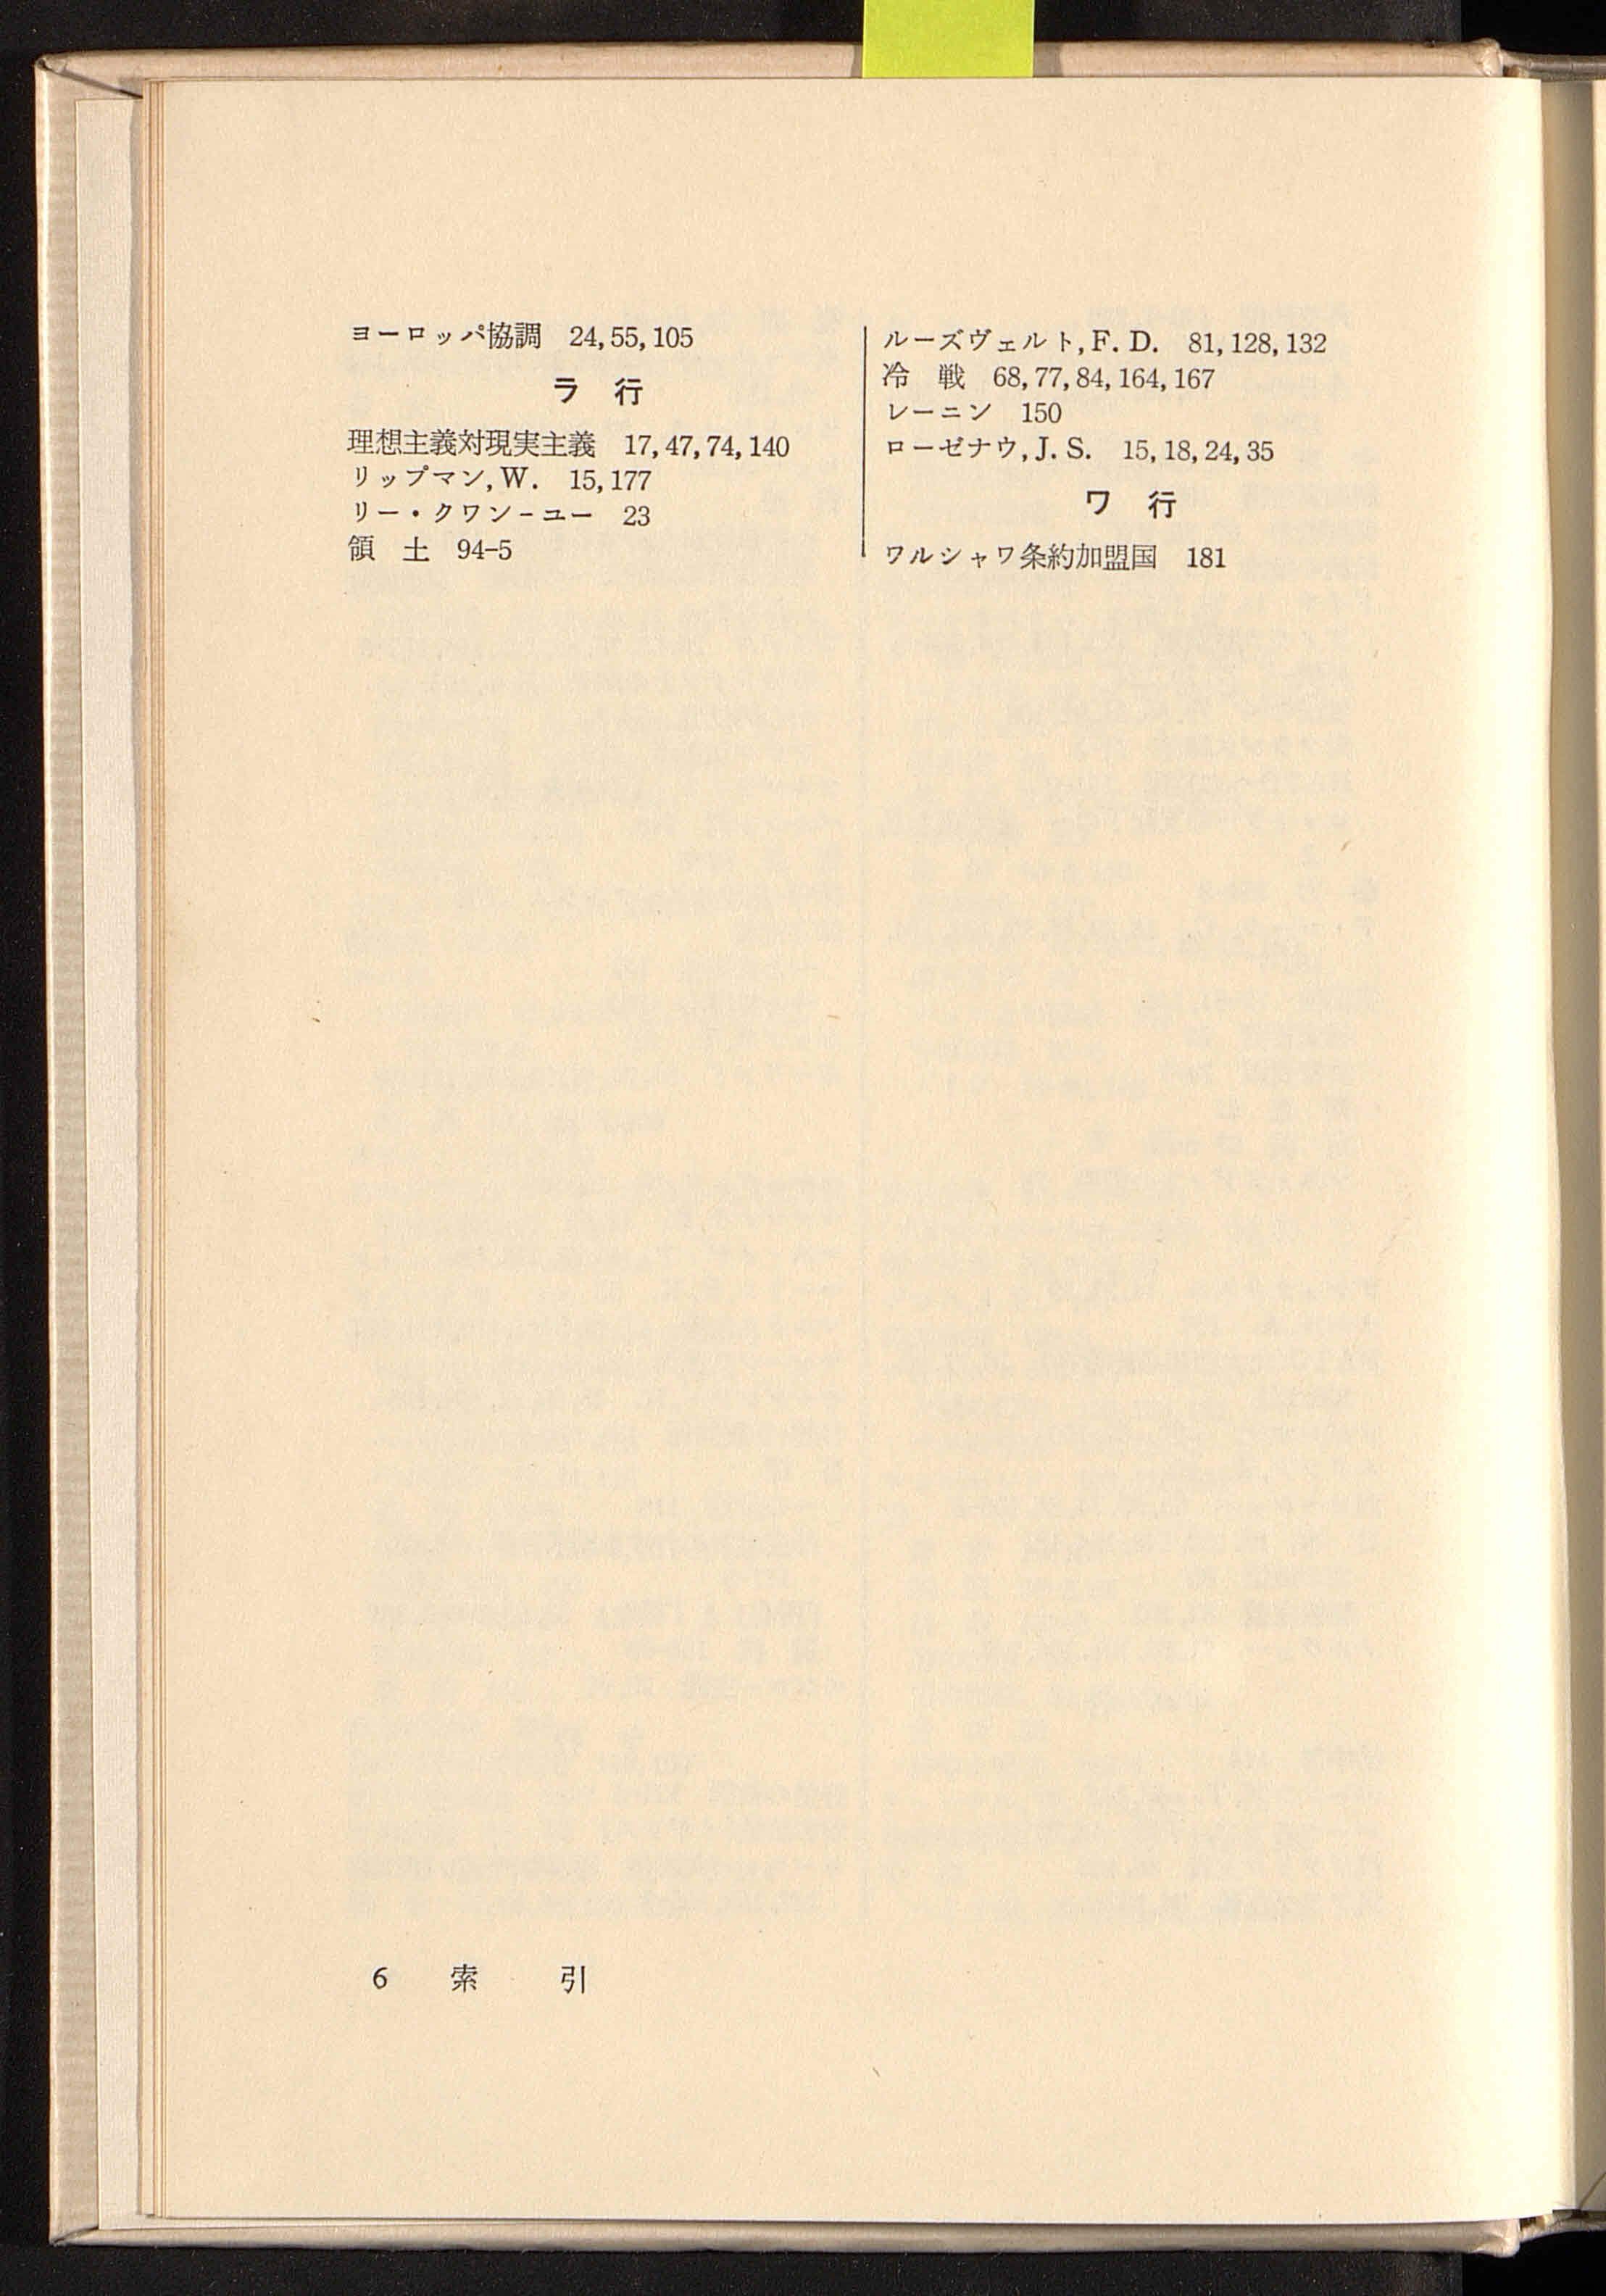 ヨーロッパ協調　24, 55, 105
ラ　行
理想主義対現実主義　17, 47, 74, 140
リップマン, W.　15, 177
リー・クワン-ユー　23
領　土　94-5
ルーズヴェルト, F. D.　81, 128, 132
冷　戦　68, 77, 84, 164, 167
レーニン　150
ローゼナウ, J. S.　15, 18, 24, 35
ワ　行
ワルシャワ条約加盟国　181
6　索　引